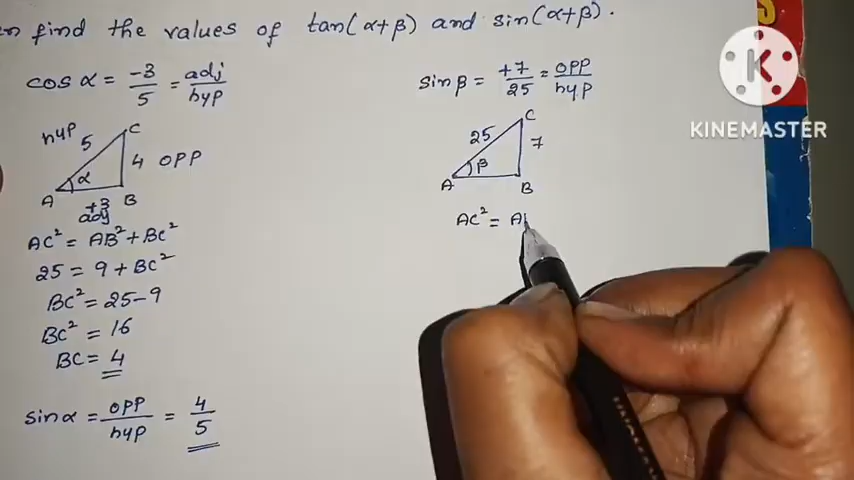 find the values of tan(α+β) and sin(α+β).
cos α = -3/5 = adj/hyp
hyp 5 C
4 opp
α
A +3 B
adj
AC² = AB² + BC²
25 = 9 + BC²
BC² = 25-9
BC² = 16
BC = 4
sin α = opp/hyp = 4/5
sin β = +7/25 = opp/hyp
C
25 7
β
A B
AC² = A
K
KINEMASTER